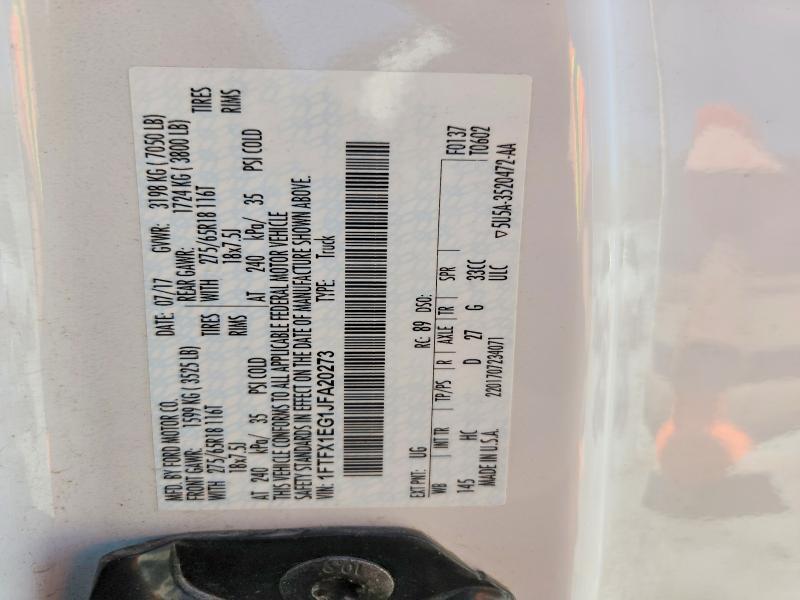 MFD. BY FORD MOTOR CO.
DATE: 07/17 GVWR: 3198 KG (7050 LB)
FRONT GAWR: 1599 KG (3525 LB) REAR GAWR: 1724 KG (3800 LB)
WITH 275/65R18 116T TIRES WITH 275/65R18 116T TIRES
18x7.5J RIMS 18x7.5J RIMS
AT 240 kPa/ 35 PSI COLD AT 240 kPa/ 35 PSI COLD
THIS VEHICLE CONFORMS TO ALL APPLICABLE FEDERAL MOTOR VEHICLE
SAFETY STANDARDS IN EFFECT ON THE DATE OF MANUFACTURE SHOWN ABOVE.
VIN: 1FTFX1EG1JFA20273 TYPE: Truck
EXT PNT: UG RC: 89 DSO: F0137
WB INT TR TP/PS R AXLE TR SPR T0602
145 HC D 27 G 33CC
MADE IN U.S.A. 2201707234071 ULC ▽5U5A-3520472-AA